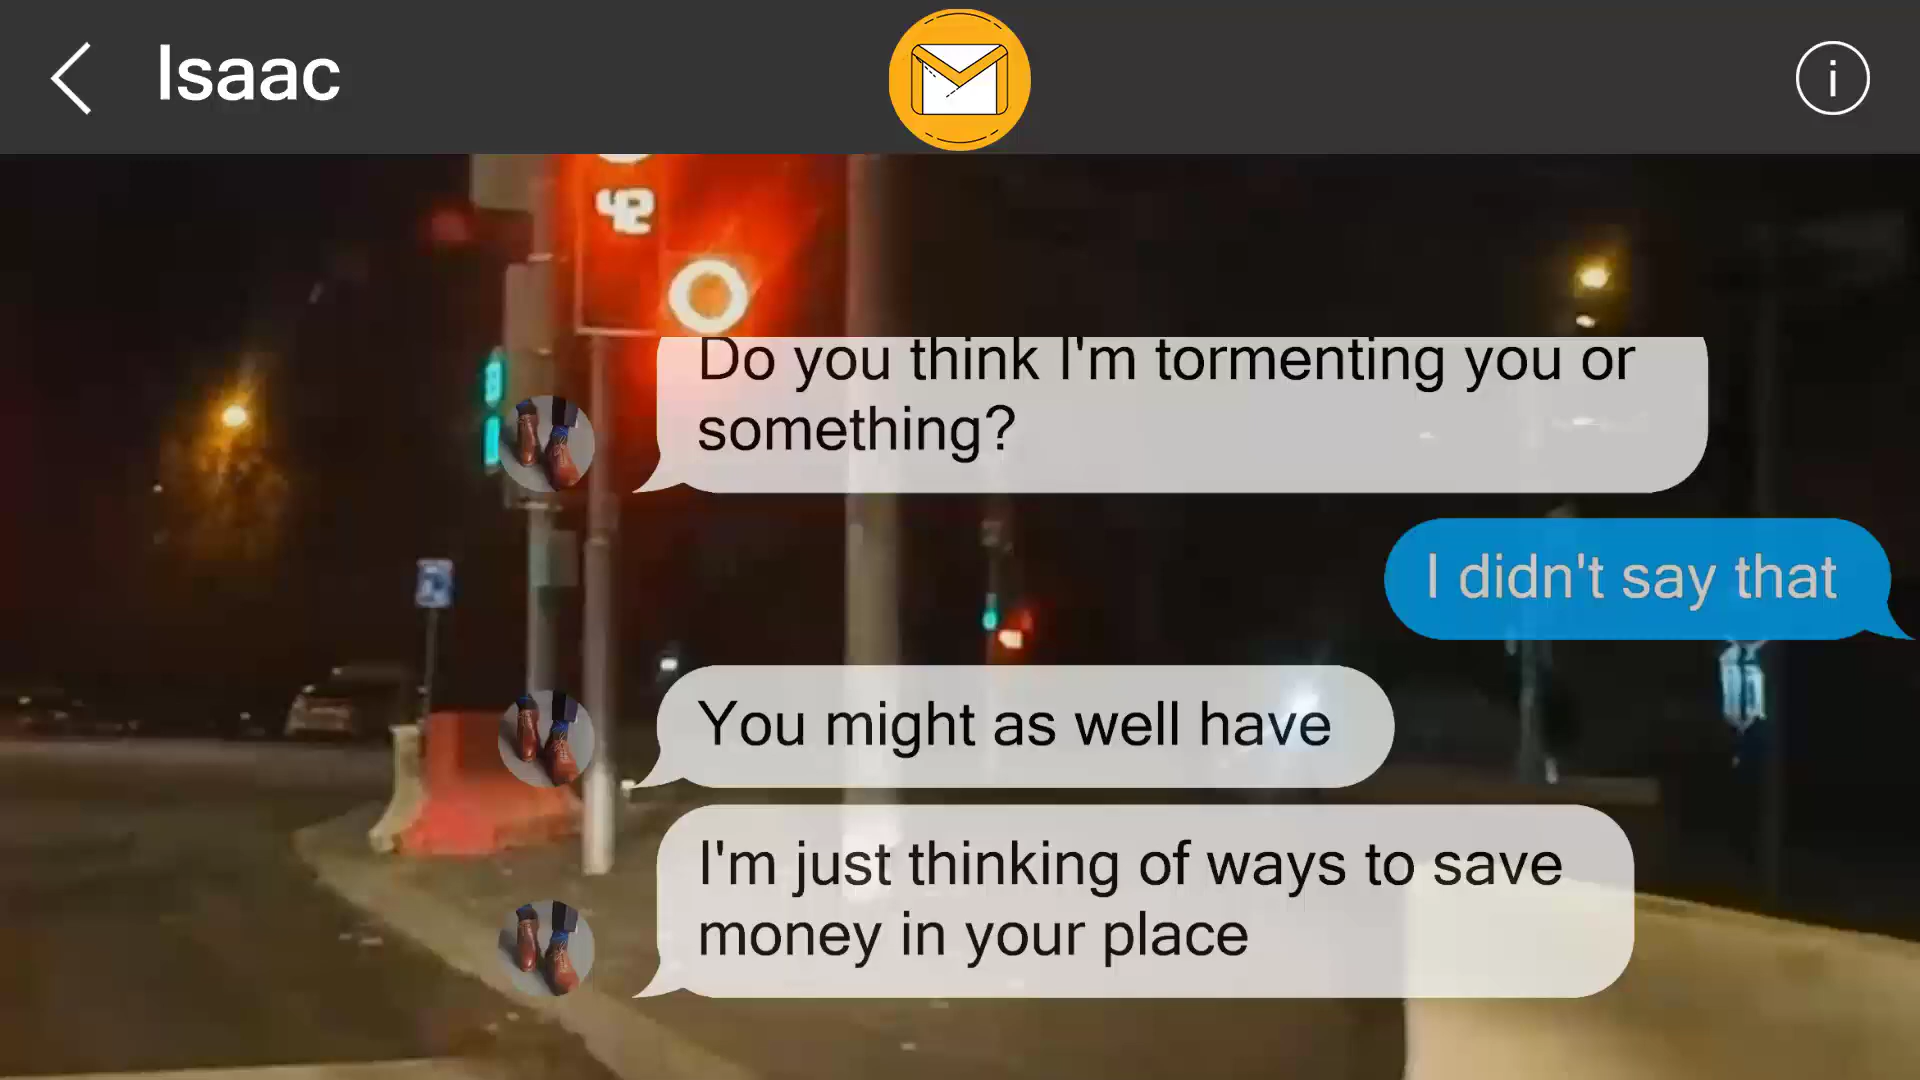 Isaac
i
42
Do you think I'm tormenting you or
something?
I didn't say that
You might as well have
I'm just thinking of ways to save
money in your place